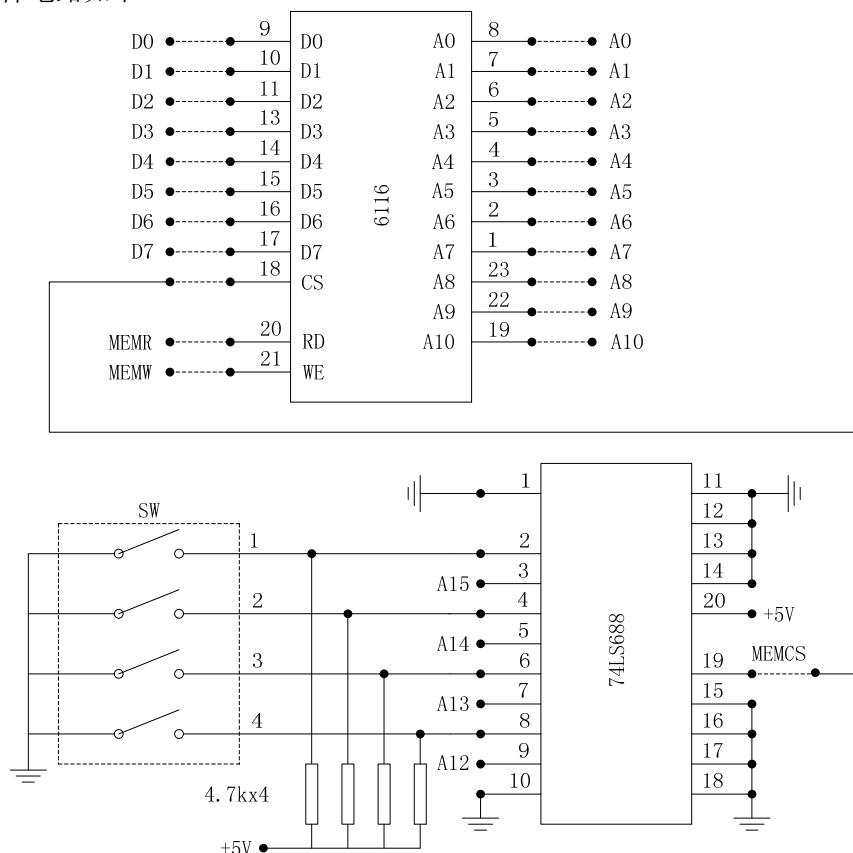 D0 9 D0 A0 8 A0
D1 10 D1 A1 7 A1
D2 11 D2 A2 6 A2
D3 13 D3 A3 5 A3
D4 14 D4 A4 4 A4
D5 15 D5 A5 3 A5
D6 16 D6 A6 2 A6
D7 17 D7 A7 1 A7
18 CS A8 23 A8
A9 22 A9
MEMR 20 RD A10 19 A10
MEMW 21 WE
6116
SW
1
2
3
4
4.7kx4
+5V
1 11
12
2 13
A15 3 14
4 20 +5V
A14 5
6 19 MEMCS
A13 7 15
8 16
A12 9 17
10 18
74LS688